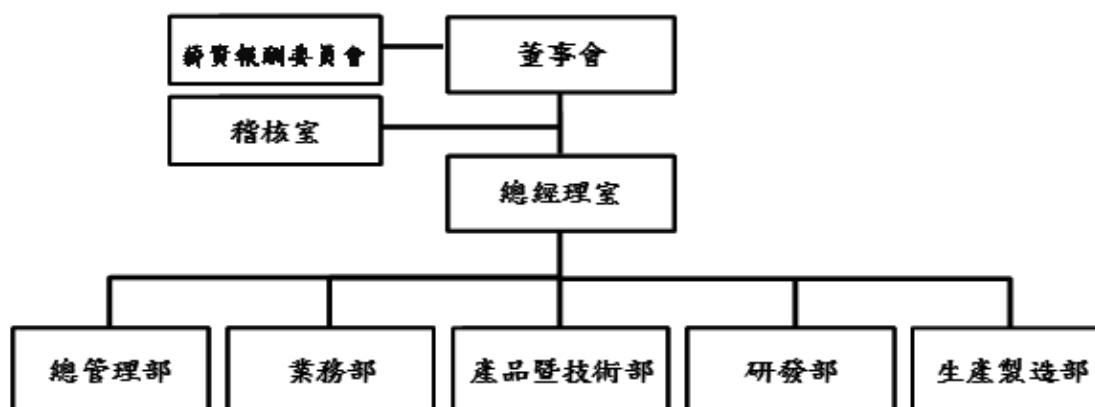 薪資報酬委員會
董事會
稽核室
總經理室
總管理部
業務部
產品暨技術部
研發部
生產製造部